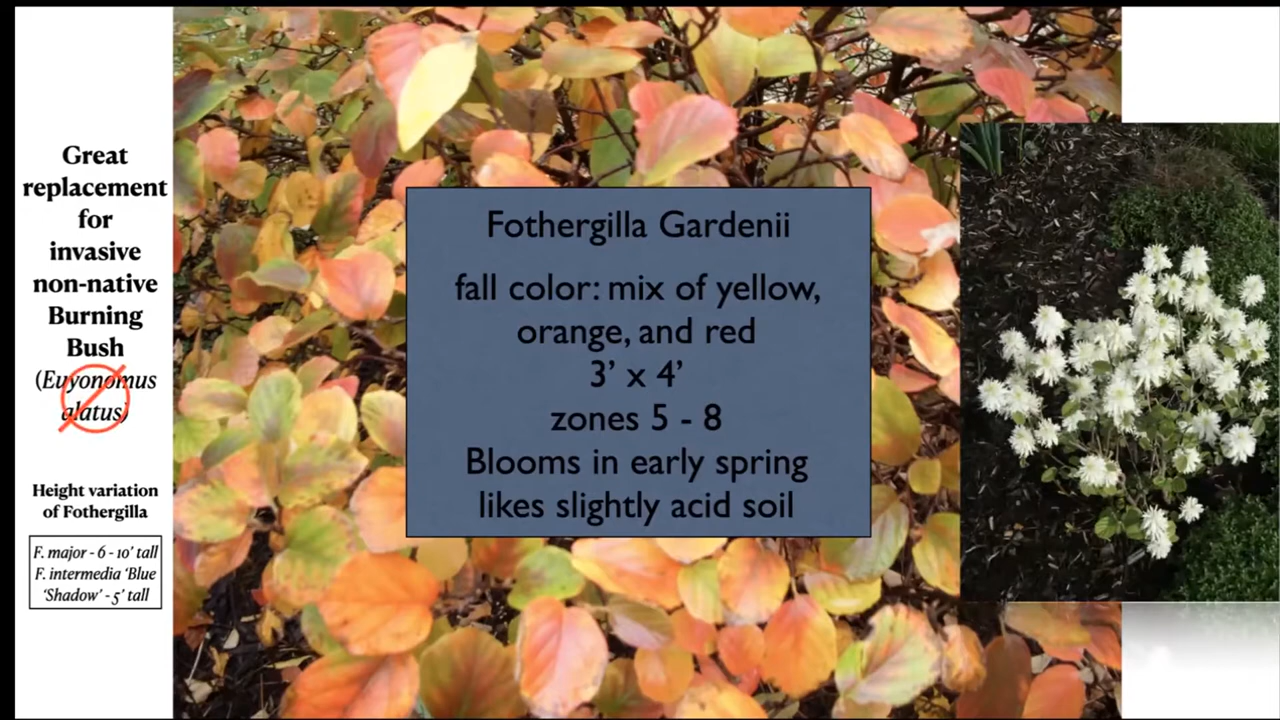 Great
replacement
for
invasive
non-native
Burning
Bush
(Euyonomus
alatus)
Height variation
of Fothergilla
F. major - 6 - 10' tall
F. intermedia ‘Blue
‘Shadow’ - 5’ tall
Fothergilla Gardenii
fall color: mix of yellow,
orange, and red
3’ x 4’
zones 5 - 8
Blooms in early spring
likes slightly acid soil